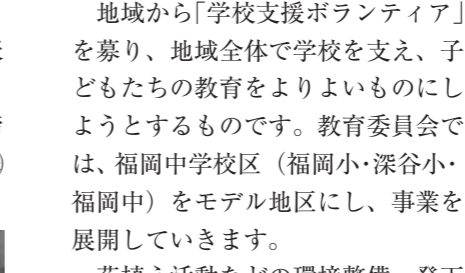 地域から「学校支援ボランティア」
を募り、地域全体で学校を支え、子
どもたちの教育をよりよいものにし
ようとするものです。教育委員会で
は、福岡中学校区（福岡小･深谷小･
福岡中）をモデル地区にし、事業を
展開していきます。